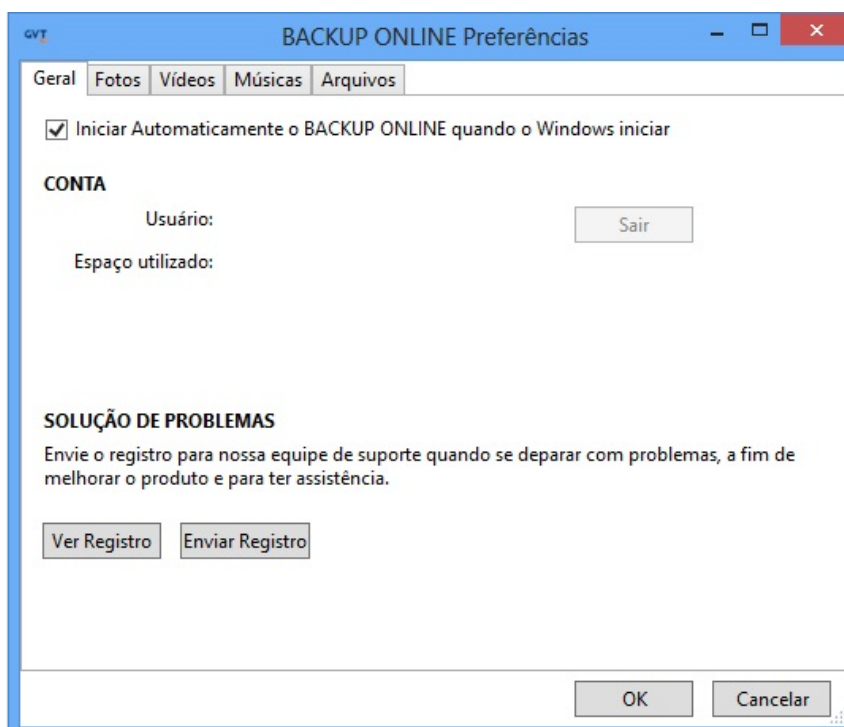 GVT
BACKUP ONLINE Preferências
Geral Fotos Vídeos Músicas Arquivos
Iniciar Automaticamente o BACKUP ONLINE quando o Windows iniciar
CONTA
Usuário:
Sair
Espaço utilizado:
SOLUÇÃO DE PROBLEMAS
Envie o registro para nossa equipe de suporte quando se deparar com problemas, a fim de
melhorar o produto e para ter assistência.
Ver Registro Enviar Registro
OK Cancelar